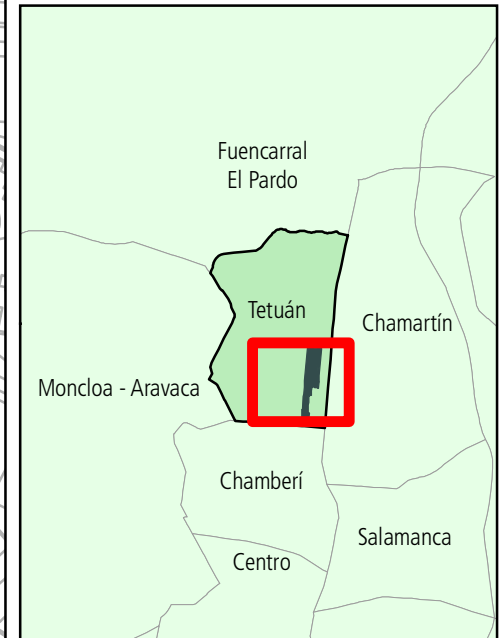 Fuencarral
El Pardo
Tetuán
Chamartín
Moncloa - Aravaca
Chamberí
Salamanca
Centro